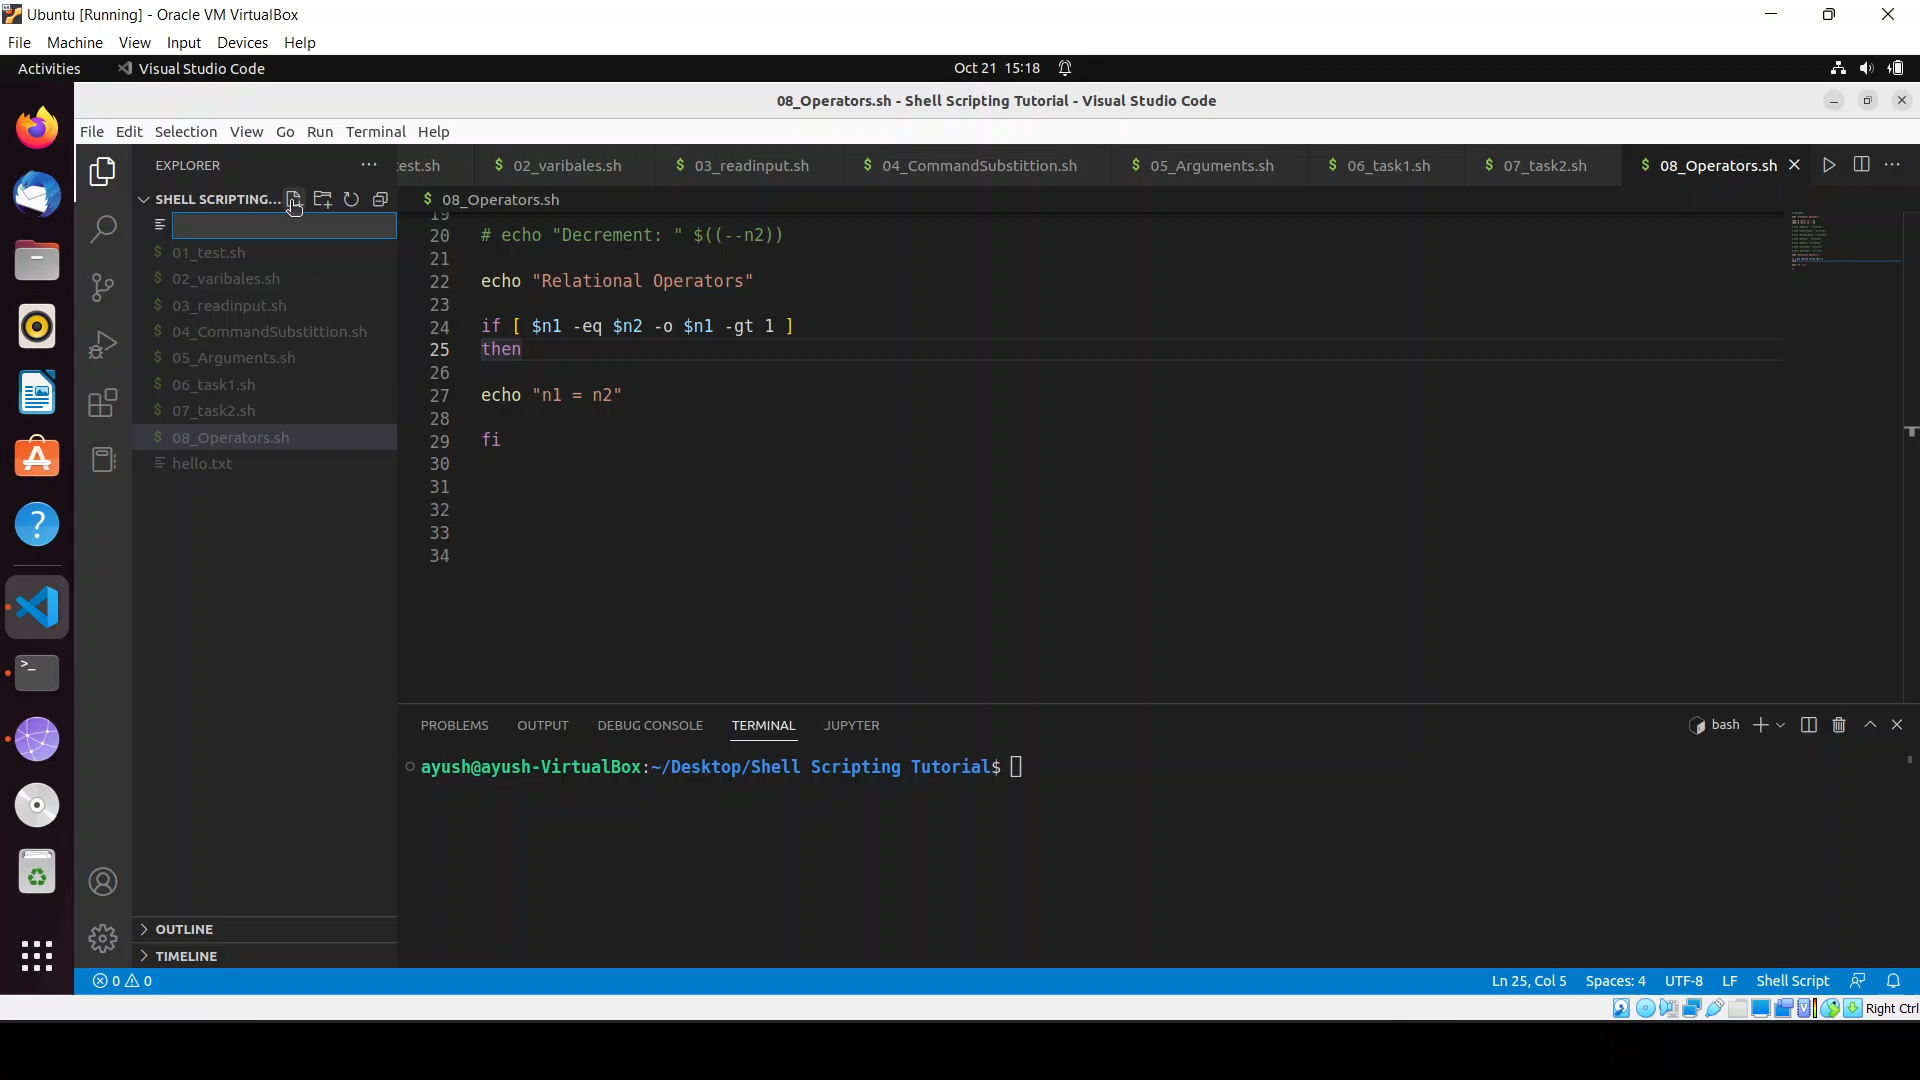 Ubuntu [Running] - Oracle VM VirtualBox
File Machine View Input Devices Help
Activities Visual Studio Code Oct 21 15:18
08_Operators.sh - Shell Scripting Tutorial - Visual Studio Code
File Edit Selection View Go Run Terminal Help
EXPLORER
test.sh $ 02_varibales.sh $ 03_readinput.sh $ 04_CommandSubstittion.sh $ 05_Arguments.sh $ 06_task1.sh $ 07_task2.sh $ 08_Operators.sh
SHELL SCRIPTING...
$ 01_test.sh
$ 02_varibales.sh
$ 03_readinput.sh
$ 04_CommandSubstittion.sh
$ 05_Arguments.sh
$ 06_task1.sh
$ 07_task2.sh
$ 08_Operators.sh
hello.txt
OUTLINE
TIMELINE
$ 08_Operators.sh
19
20 # echo "Decrement: " $((--n2))
21
22 echo "Relational Operators"
23
24 if [ $n1 -eq $n2 -o $n1 -gt 1 ]
25 then
26
27 echo "n1 = n2"
28
29 fi
30
31
32
33
34
PROBLEMS OUTPUT DEBUG CONSOLE TERMINAL JUPYTER bash
ayush@ayush-VirtualBox:~/Desktop/Shell Scripting Tutorial$
0 0 Ln 25, Col 5 Spaces: 4 UTF-8 LF Shell Script
Right Ctrl